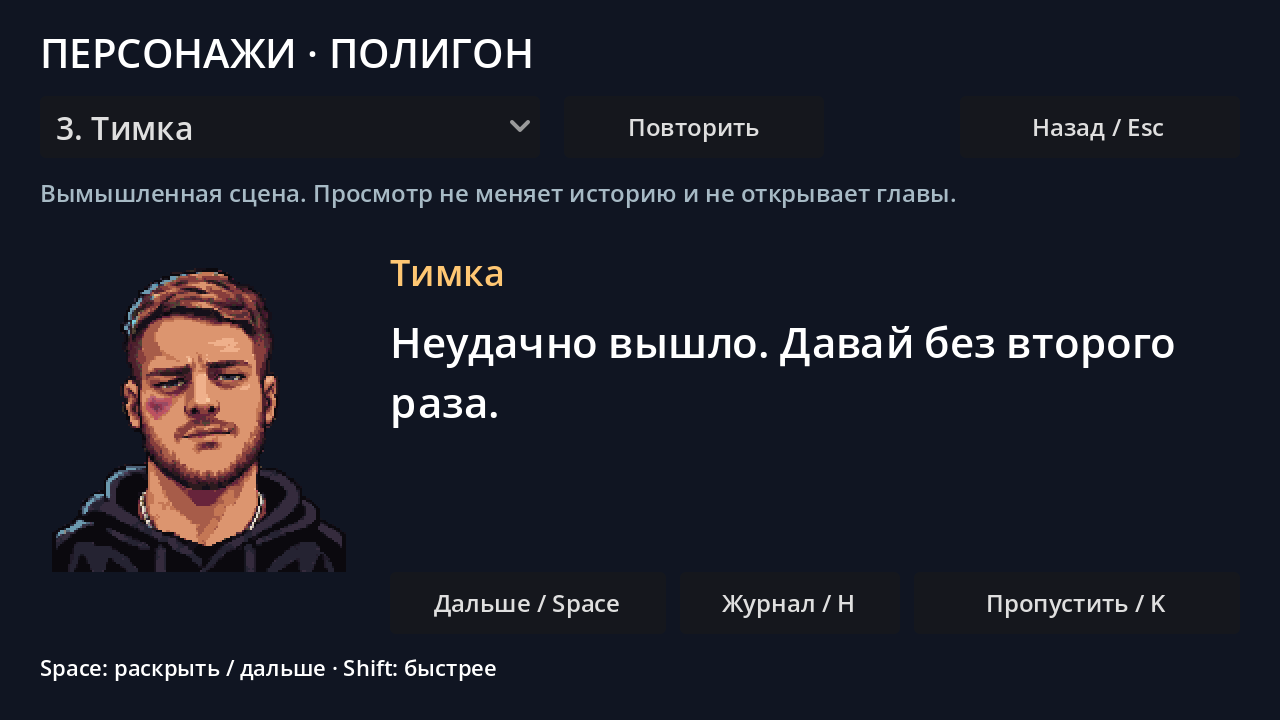 ПЕРСОНАЖИ · ПОЛИГОН
3. Тимка
Повторить
Назад / Esc
Вымышленная сцена. Просмотр не меняет историю и не открывает главы.
Тимка
Неудачно вышло. Давай без второго
раза.
Дальше / Space
Журнал / H
Пропустить / K
Space: раскрыть / дальше · Shift: быстрее